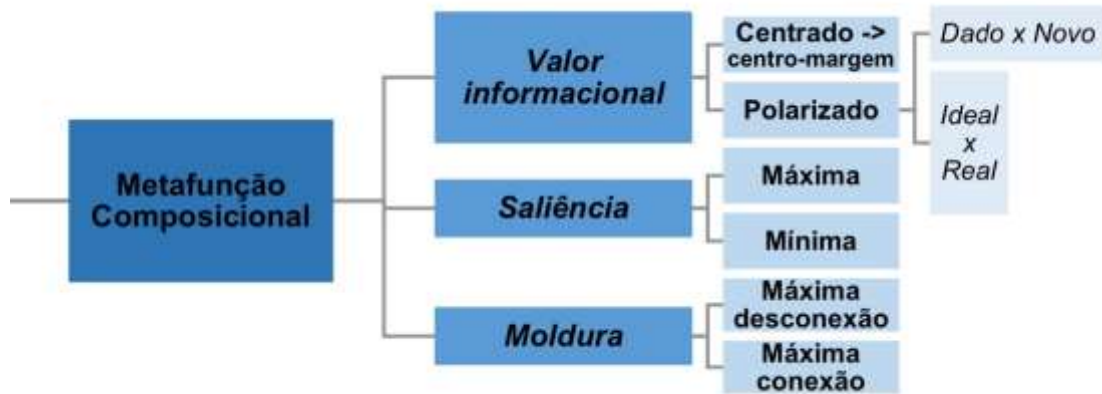 Metafunção
Composicional
Valor
informacional
Centrado ->
centro-margem
Polarizado
Dado x Novo
Ideal
x
Real
Saliência
Máxima
Mínima
Moldura
Máxima
desconexão
Máxima
conexão